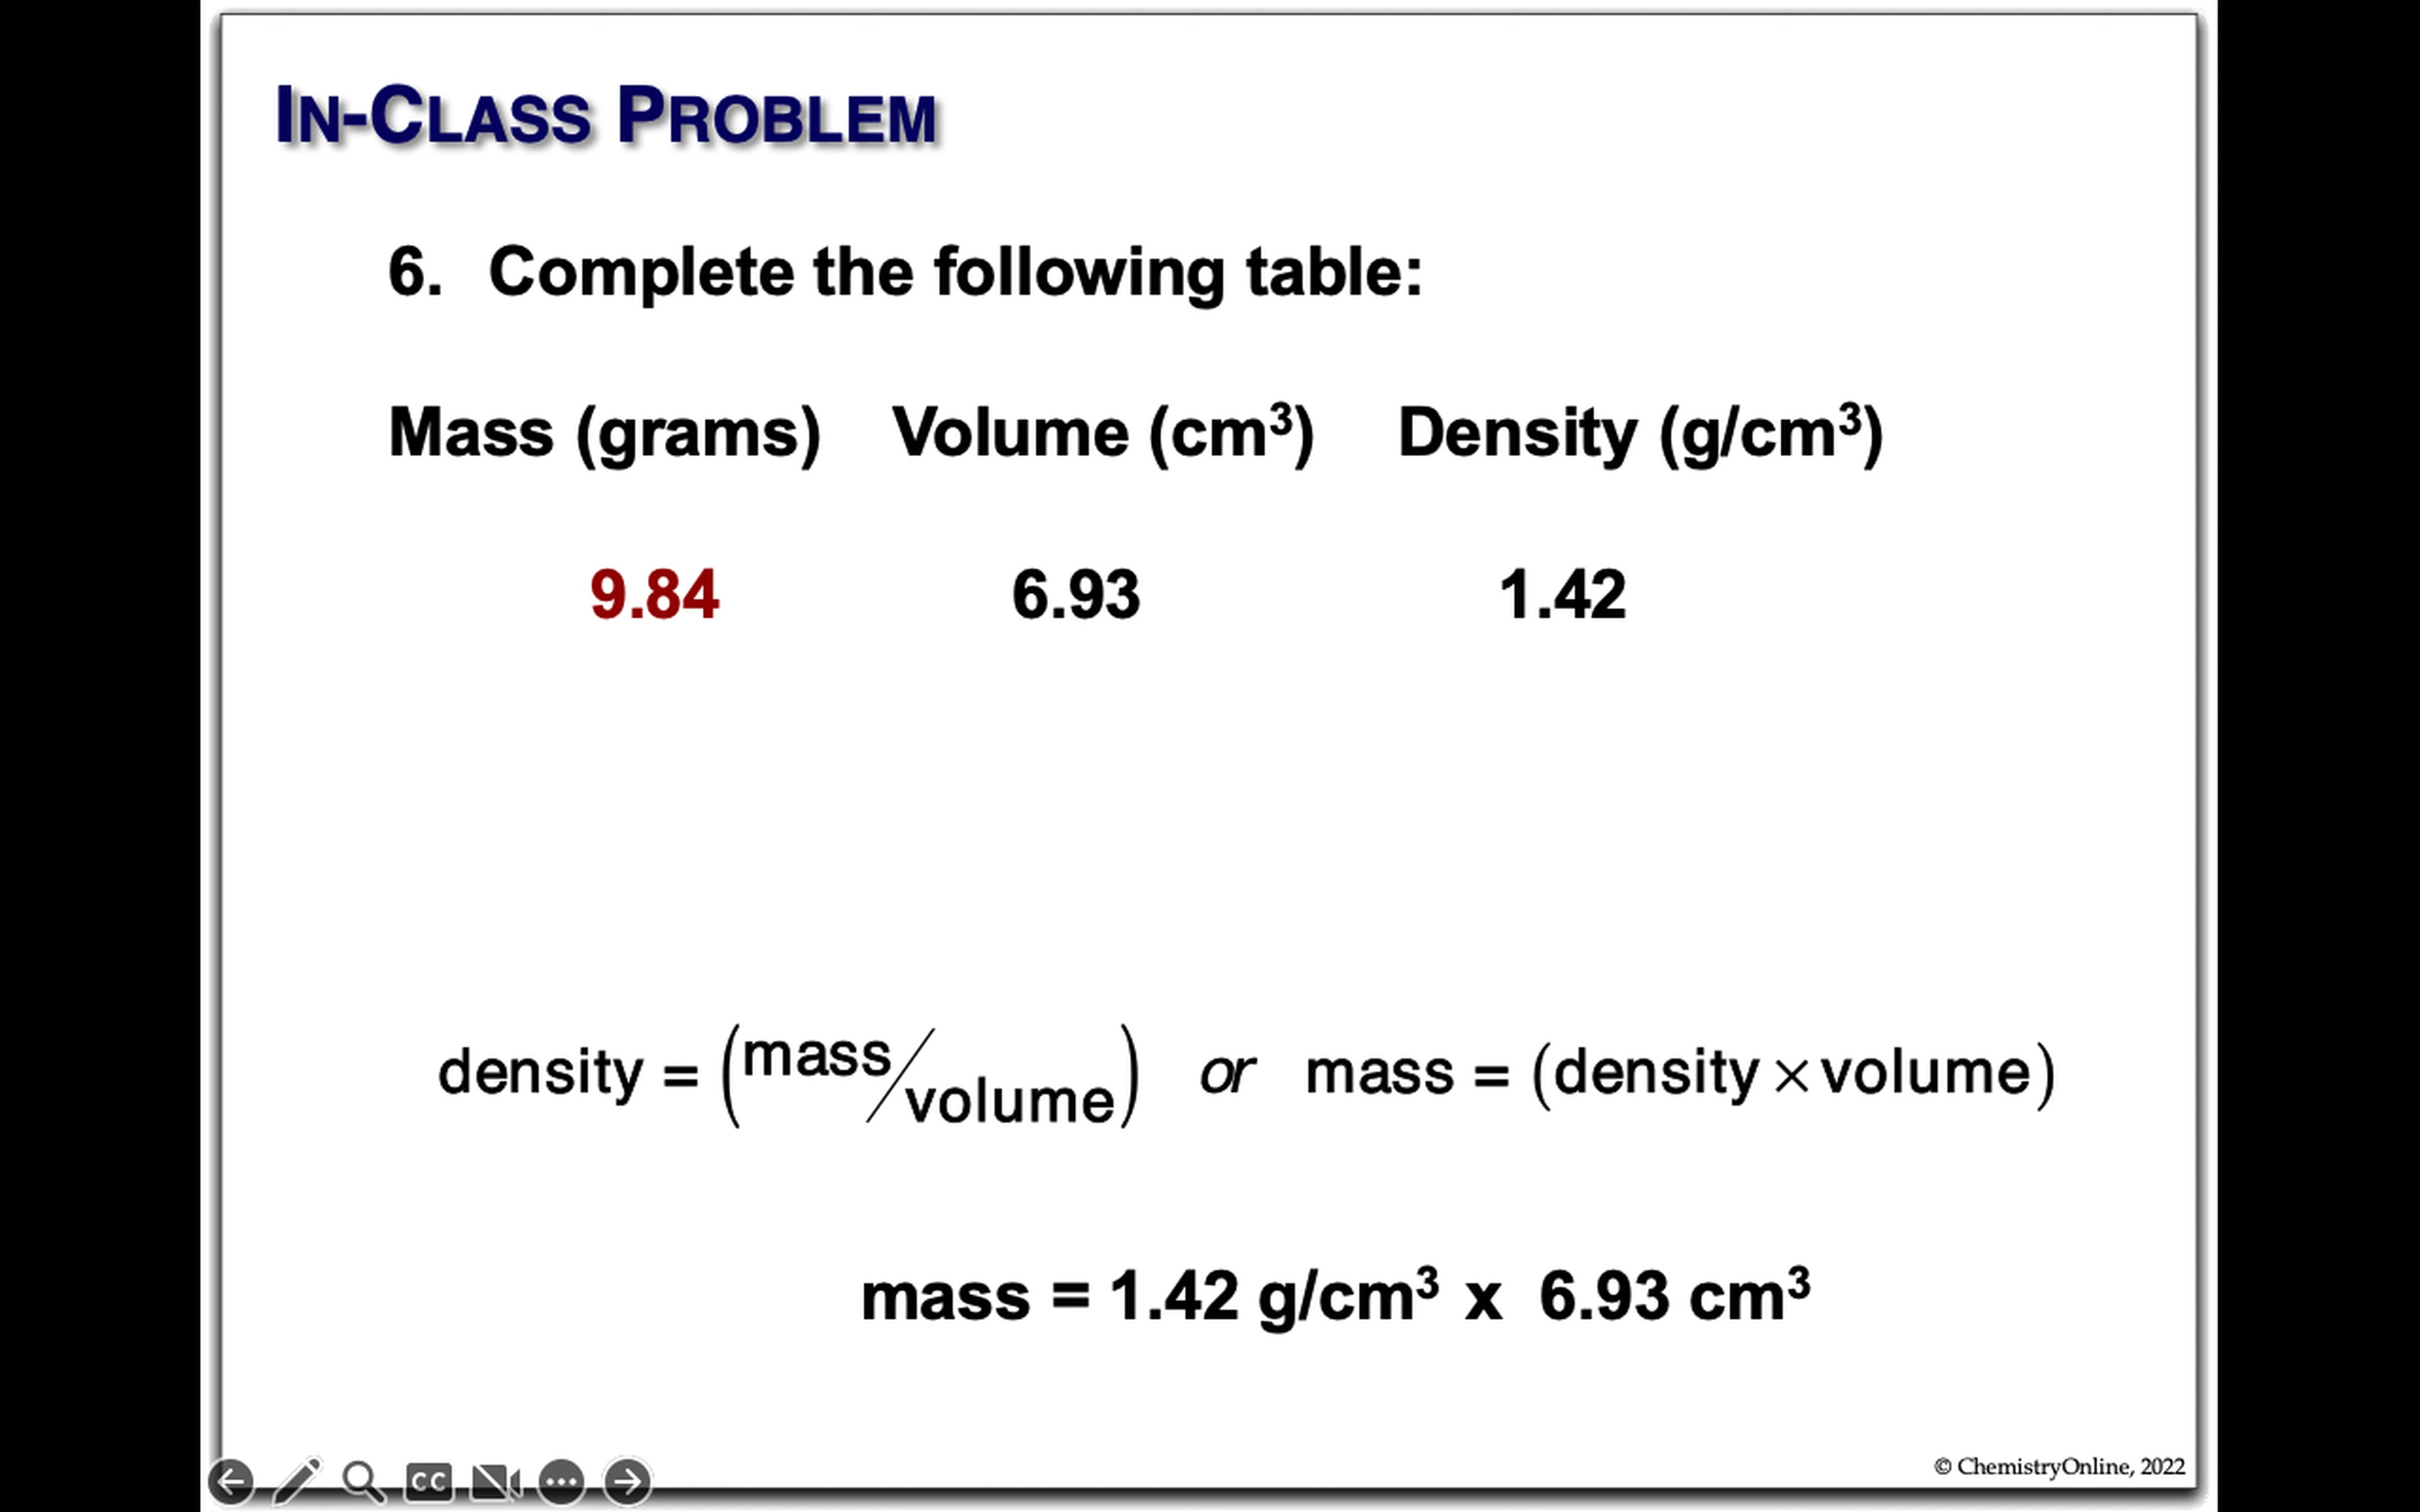 IN-CLASS PROBLEM
6. Complete the following table:
Mass (grams) Volume (cm³) Density (g/cm³)
9.84 6.93 1.42
density = (mass/volume) or mass = (density × volume)
mass = 1.42 g/cm³ x 6.93 cm³
CC
© ChemistryOnline, 2022